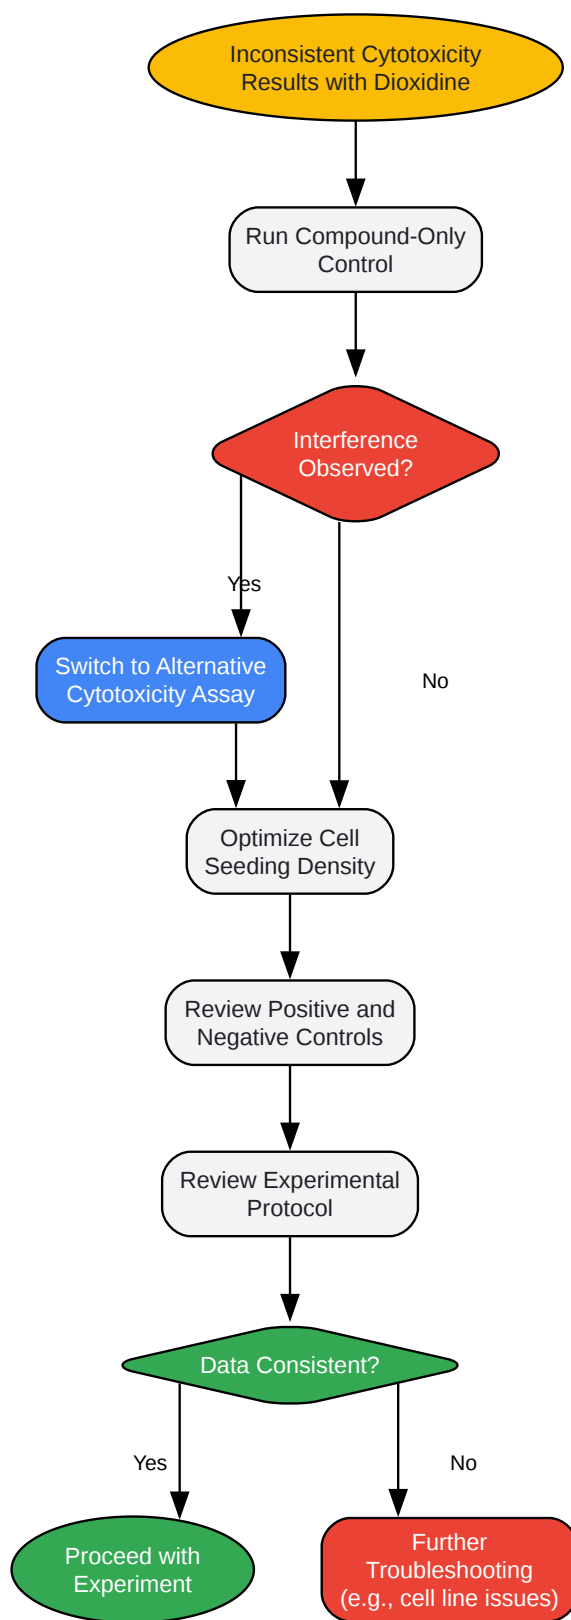 Inconsistent Cytotoxicity
Results with Dioxidine
Run Compound-Only
Control
Interference
Observed?
Yes
Switch to Alternative
Cytotoxicity Assay
No
Optimize Cell
Seeding Density
Review Positive and
Negative Controls
Review Experimental
Protocol
Data Consistent?
Yes
No
Proceed with
Experiment
Further
Troubleshooting
(e.g., cell line issues)